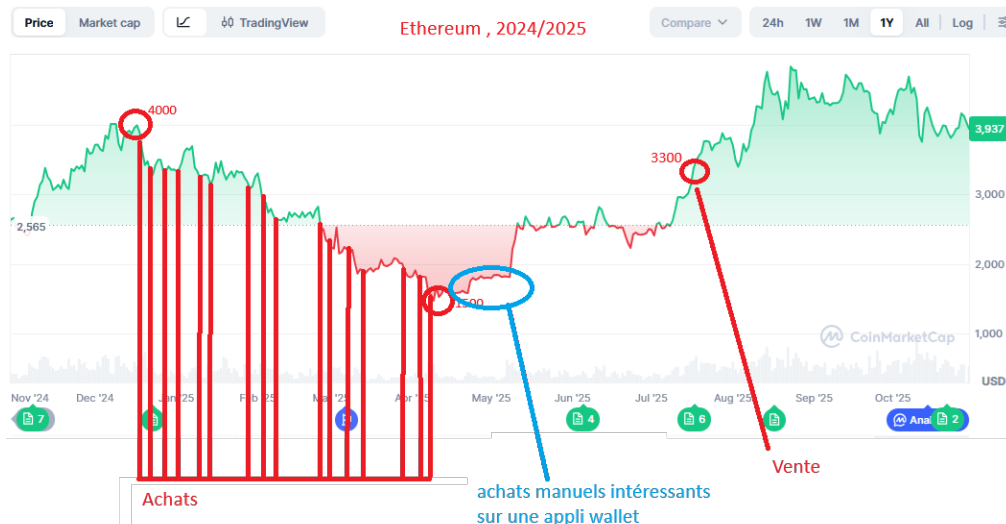 Price Market cap TradingView Ethereum , 2024/2025 Compare 24h 1W 1M 1Y All Log
4000
3,937
3300
3,000
2,565
2,000
1500
1,000
CoinMarketCap
USD
Nov '24 Dec '24 Jan '25 Feb '25 Mar '25 Apr '25 May '25 Jun '25 Jul '25 Aug '25 Sep '25 Oct '25
7 4 6 Anal 2
Vente
Achats
achats manuels intéressants
sur une appli wallet